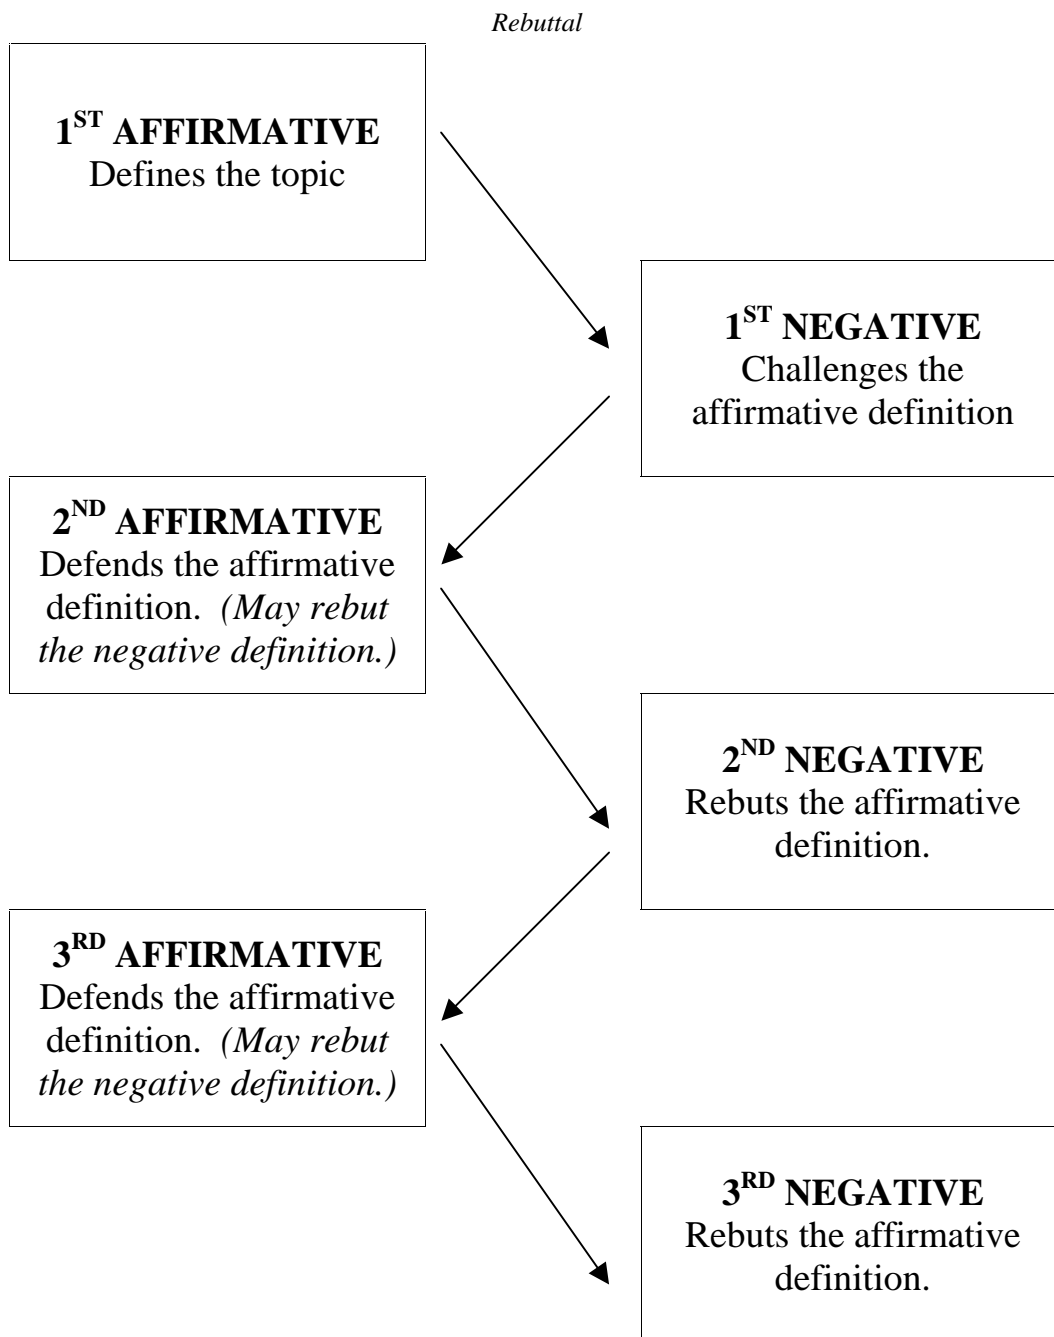 Rebuttal
1ST AFFIRMATIVE
Defines the topic
1ST NEGATIVE
Challenges the
affirmative definition
2ND AFFIRMATIVE
Defends the affirmative
definition. (May rebut
the negative definition.)
2ND NEGATIVE
Rebuts the affirmative
definition.
3RD AFFIRMATIVE
Defends the affirmative
definition. (May rebut
the negative definition.)
3RD NEGATIVE
Rebuts the affirmative
definition.